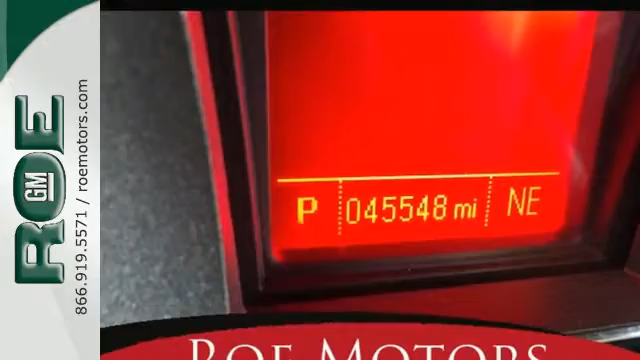 ROE
GM
866.919.5571 / roemotors.com
P 045548 mi NE
ROE MOTORS